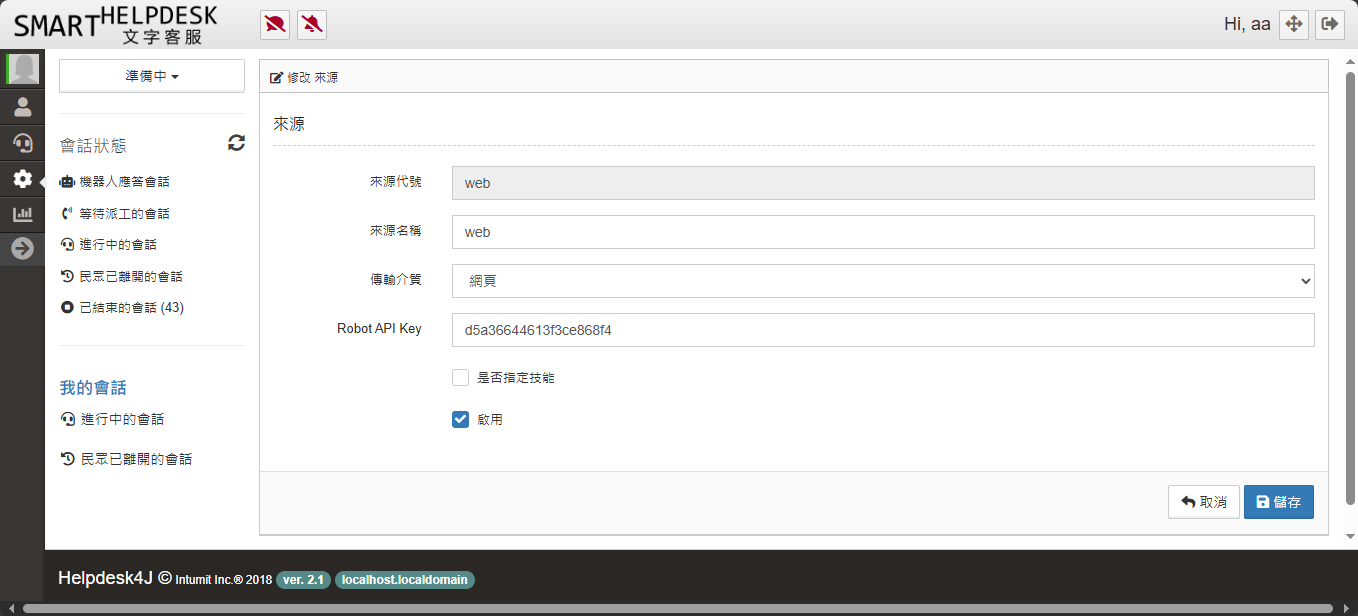 SMARTHELPDESK
文字客服
Hi, aa
準備中
會話狀態
機器人應答會話
等待派工的會話
進行中的會話
民眾已離開的會話
已結束的會話 (43)
我的會話
進行中的會話
民眾已離開的會話
修改 來源
來源
來源代號 web
來源名稱 web
傳輸介質 網頁
Robot API Key d5a36644613f3ce868f4
是否指定技能
啟用
取消 儲存
Helpdesk4J © Intumit Inc.® 2018 ver. 2.1 localhost.localdomain